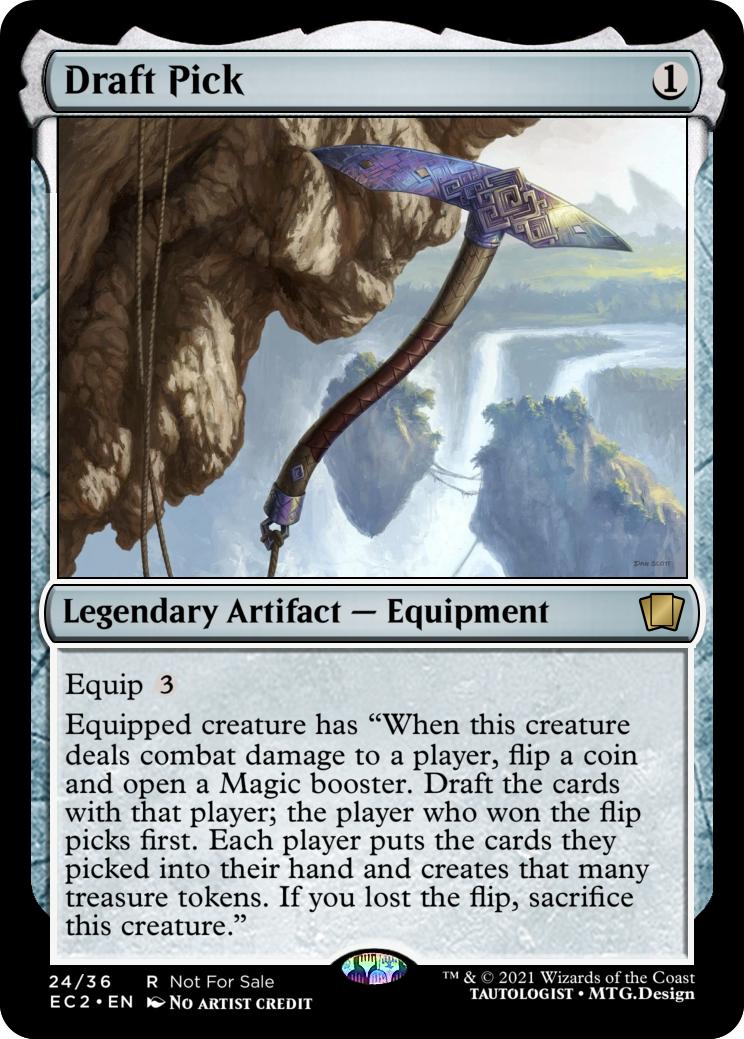 Draft Pick 1
DAN SCOTT
Legendary Artifact — Equipment
Equip 3
Equipped creature has “When this creature
deals combat damage to a player, flip a coin
and open a Magic booster. Draft the cards
with that player; the player who won the flip
picks first. Each player puts the cards they
picked into their hand and creates that many
treasure tokens. If you lost the flip, sacrifice
this creature.”
24/36 R Not For Sale ™ & © 2021 Wizards of the Coast
EC2 • EN No artist credit TAUTOLOGIST • MTG.Design